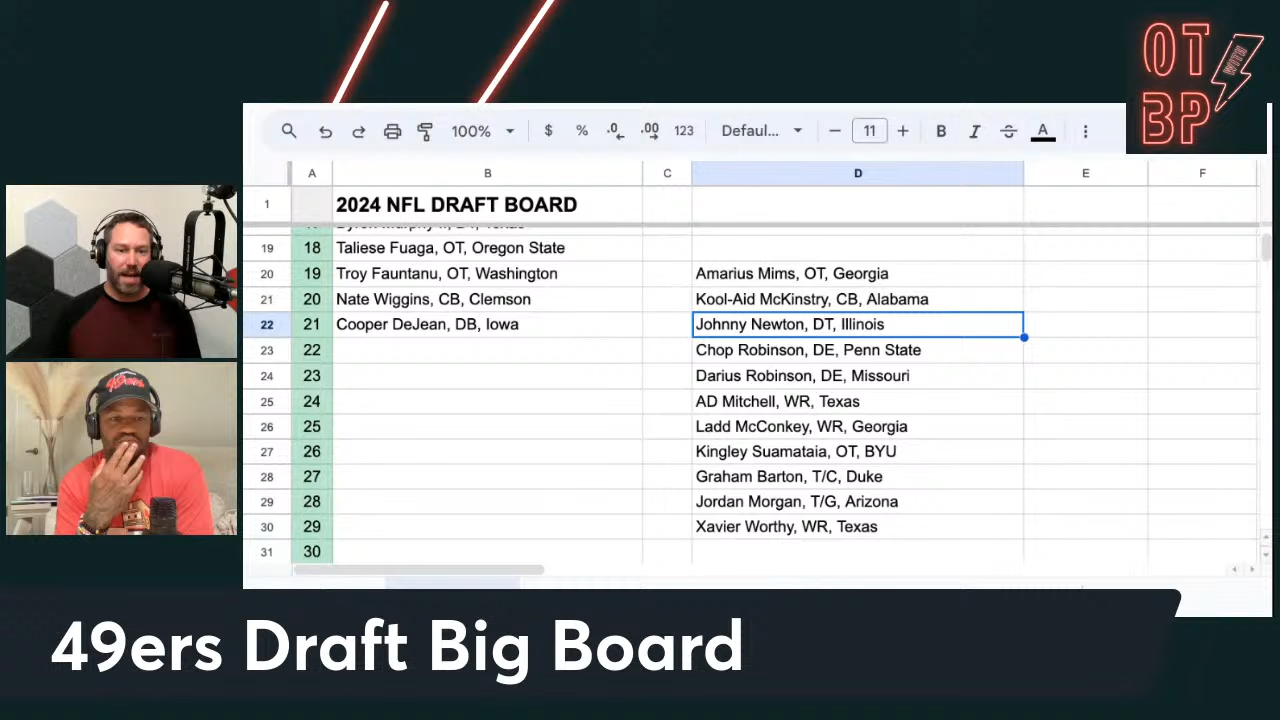 OT
BP
100%
$
%
.0
.00
123
Defaul...
11
B
I
S
A
A
B
C
D
E
F
1
2024 NFL DRAFT BOARD
19
18
Taliese Fuaga, OT, Oregon State
20
19
Troy Fauntanu, OT, Washington
Amarius Mims, OT, Georgia
21
20
Nate Wiggins, CB, Clemson
Kool-Aid McKinstry, CB, Alabama
22
21
Cooper DeJean, DB, Iowa
Johnny Newton, DT, Illinois
23
22
Chop Robinson, DE, Penn State
24
23
Darius Robinson, DE, Missouri
25
24
AD Mitchell, WR, Texas
26
25
Ladd McConkey, WR, Georgia
27
26
Kingley Suamataia, OT, BYU
28
27
Graham Barton, T/C, Duke
29
28
Jordan Morgan, T/G, Arizona
30
29
Xavier Worthy, WR, Texas
31
30
49ers Draft Big Board